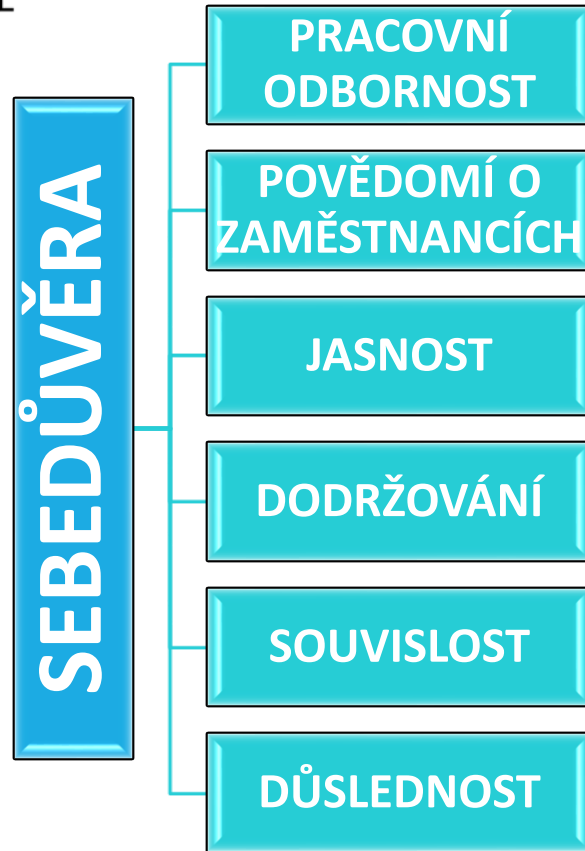 SEBEDŮVĚRA
PRACOVNÍ
ODBORNOST
POVĚDOMÍ O
ZAMĚSTNANCÍCH
JASNOST
DODRŽOVÁNÍ
SOUVISLOST
DŮSLEDNOST